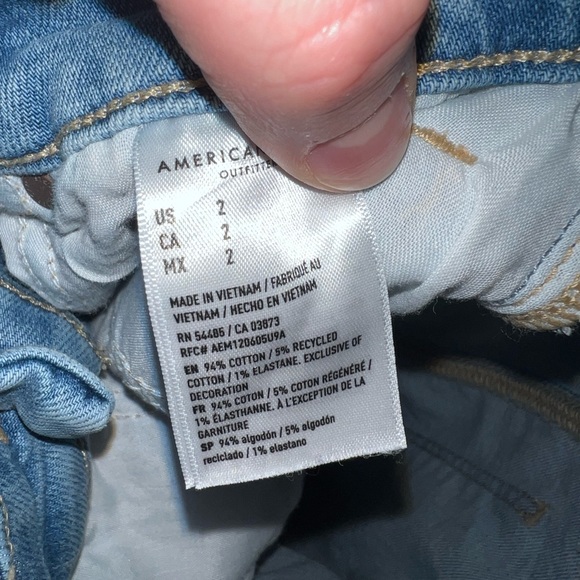 AMERICAN
OUTFITTE
US 2
CA 2
MX 2
MADE IN VIETNAM / FABRIQUÉ AU
VIETNAM / HECHO EN VIETNAM
RN 54486 / CA 03873
RFC# AEM120605U9A
EN 94% COTTON / 5% RECYCLED
COTTON / 1% ELASTANE. EXCLUSIVE OF
DECORATION
FR 94% COTON / 5% COTON RÉGÉNÉRÉ /
1% ÉLASTHANNE. À L'EXCEPTION DE LA
GARNITURE
SP 94% algodón / 5% algodón
reciclado / 1% elastano